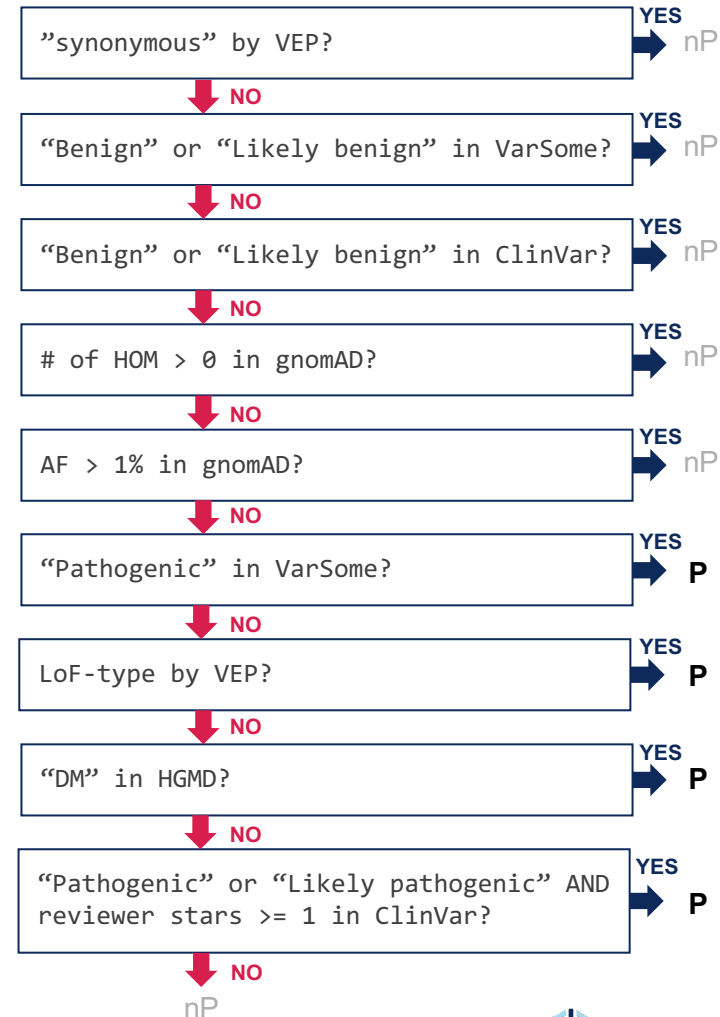 YES
”synonymous” by VEP?
nP
NO
YES
“Benign” or “Likely benign” in VarSome?
nP
NO
YES
“Benign” or “Likely benign” in ClinVar?
nP
NO
YES
# of HOM > 0 in gnomAD?
nP
NO
YES
AF > 1% in gnomAD?
nP
NO
YES
“Pathogenic” in VarSome?
P
NO
YES
LoF-type by VEP?
P
NO
YES
“DM” in HGMD?
P
NO
YES
“Pathogenic” or “Likely pathogenic” AND
reviewer stars >= 1 in ClinVar?
P
NO
nP